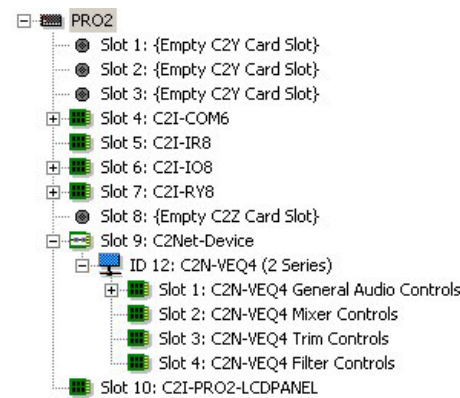 PRO2
Slot 1: {Empty C2Y Card Slot}
Slot 2: {Empty C2Y Card Slot}
Slot 3: {Empty C2Y Card Slot}
Slot 4: C2I-COM6
Slot 5: C2I-IR8
Slot 6: C2I-IO8
Slot 7: C2I-RY8
Slot 8: {Empty C2Z Card Slot}
Slot 9: C2Net-Device
ID 12: C2N-VEQ4 (2 Series)
Slot 1: C2N-VEQ4 General Audio Controls
Slot 2: C2N-VEQ4 Mixer Controls
Slot 3: C2N-VEQ4 Trim Controls
Slot 4: C2N-VEQ4 Filter Controls
Slot 10: C2I-PRO2-LCDPANEL